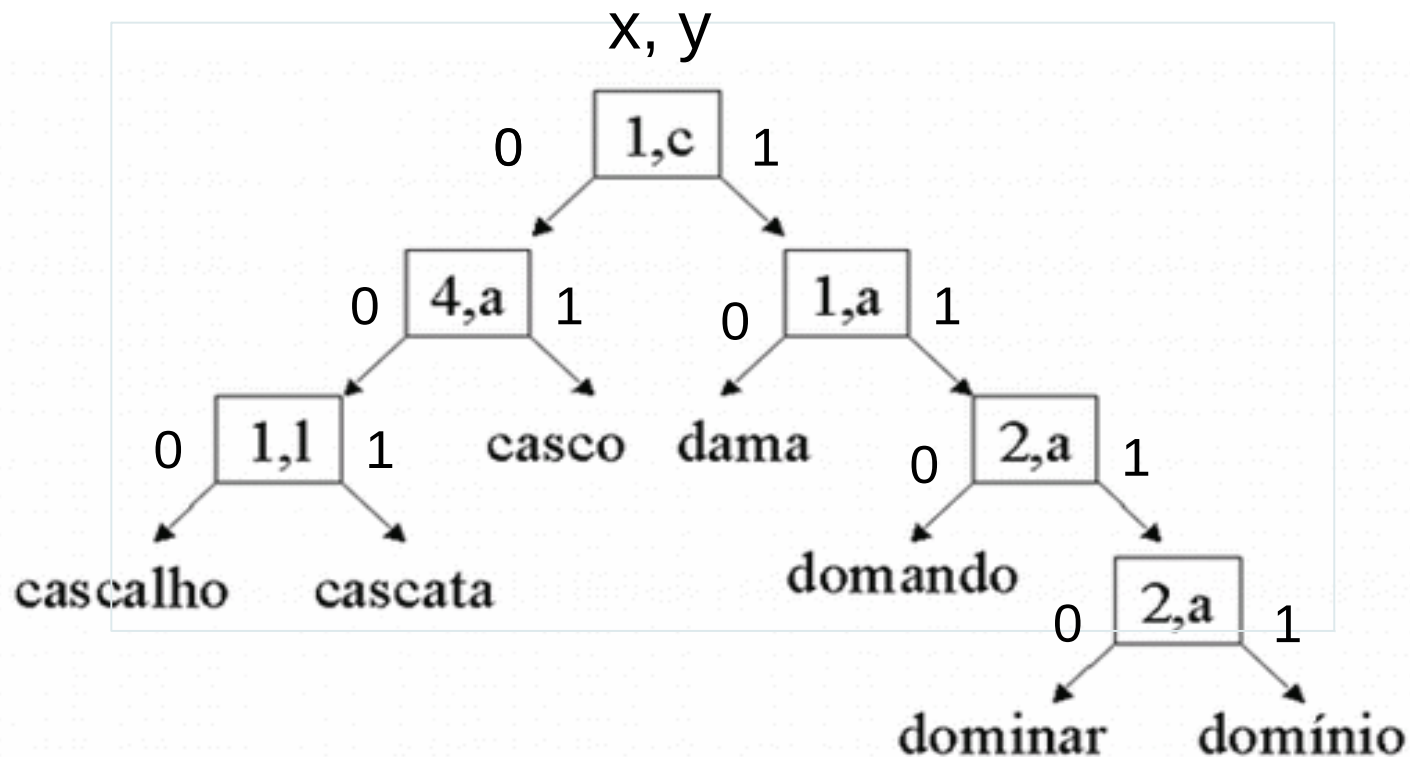 x, y
0 1,c 1
0 4,a 1 0 1,a 1
0 1,l 1 casco dama 0 2,a 1
cascalho cascata domando 0 2,a 1
dominar domínio